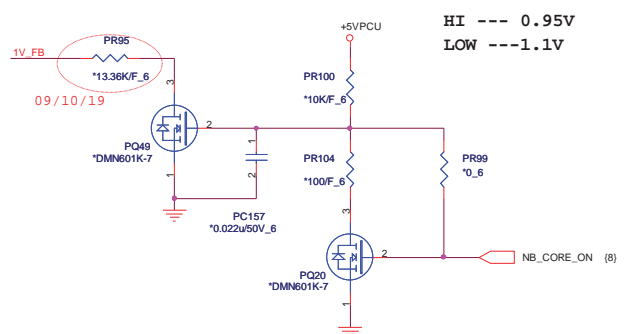 HI --- 0.95V
LOW ---1.1V
+5VPCU
PR95
1V_FB
*13.36K/F_6
09/10/19
3
PR100
*10K/F_6
PQ49
*DMN601K-7
2
1
1
2
PC157
*0.022u/50V_6
PR104
*100/F_6
PR99
*0_6
3
PQ20
*DMN601K-7
2
1
NB_CORE_ON {8}